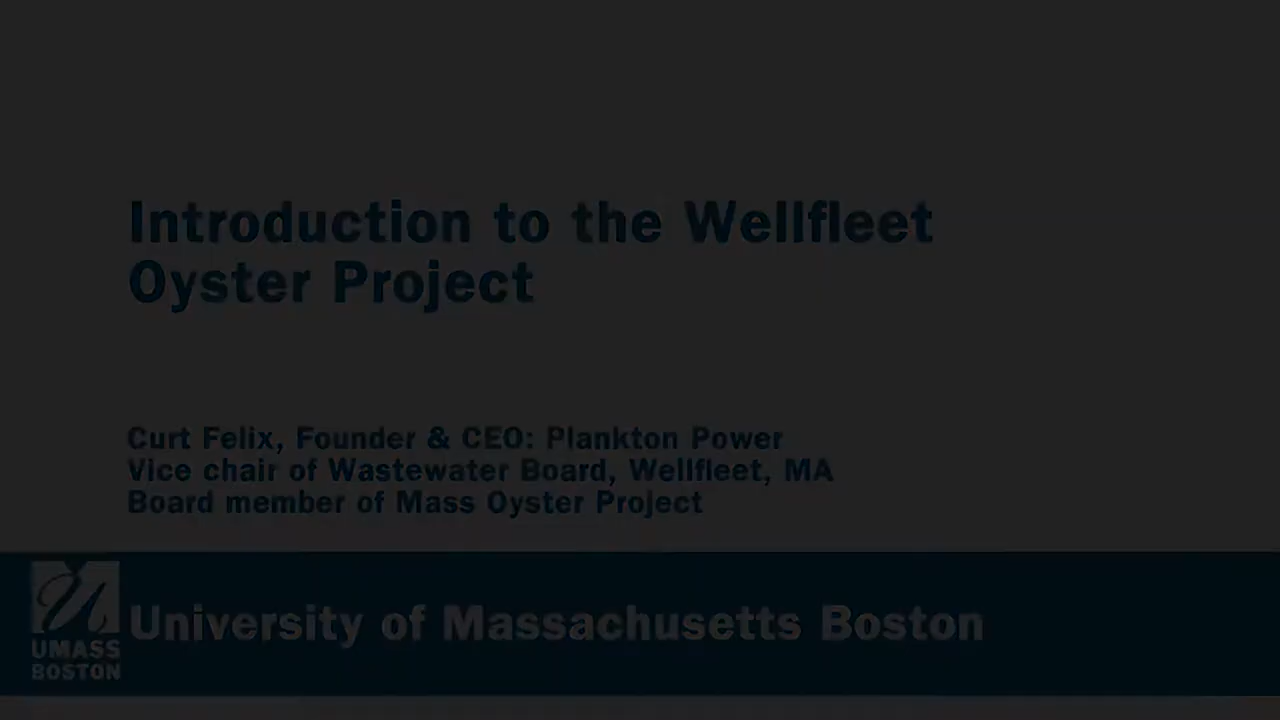 Introduction to the Wellfleet
Oyster Project
Curt Felix, Founder & CEO: Plankton Power
Vice chair of Wastewater Board, Wellfleet, MA
Board member of Mass Oyster Project
University of Massachusetts Boston
UMASS
BOSTON